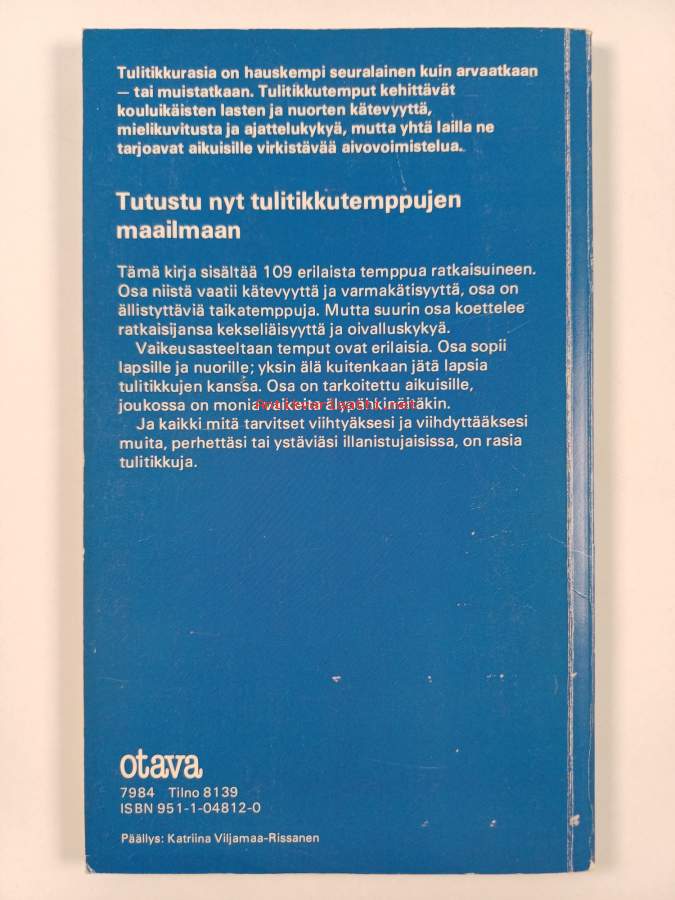 Tulitikkurasia on hauskempi seuralainen kuin arvaatkaan
— tai muistatkaan. Tulitikkutemput kehittävät
kouluikäisten lasten ja nuorten kätevyyttä,
mielikuvitusta ja ajattelukykyä, mutta yhtä lailla ne
tarjoavat aikuisille virkistävää aivovoimistelua.
Tutustu nyt tulitikkutemppujen
maailmaan
Tämä kirja sisältää 109 erilaista temppua ratkaisuineen.
Osa niistä vaatii kätevyyttä ja varmakätisyyttä, osa on
ällistyttäviä taikatemppuja. Mutta suurin osa koettelee
ratkaisijansa kekseliäisyyttä ja oivalluskykyä.
Vaikeusasteeltaan temput ovat erilaisia. Osa sopii
lapsille ja nuorille; yksin älä kuitenkaan jätä lapsia
tulitikkujen kanssa. Osa on tarkoitettu aikuisille,
joukossa on monia vaikeita älypähkinöitäkin.
Ja kaikki mitä tarvitset viihtyäksesi ja viihdyttääksesi
muita, perhettäsi tai ystäviäsi illanistujaisissa, on rasia
tulitikkuja.
otava
7984 Tilno 8139
ISBN 951-1-04812-0
Päällys: Katriina Viljamaa-Rissanen